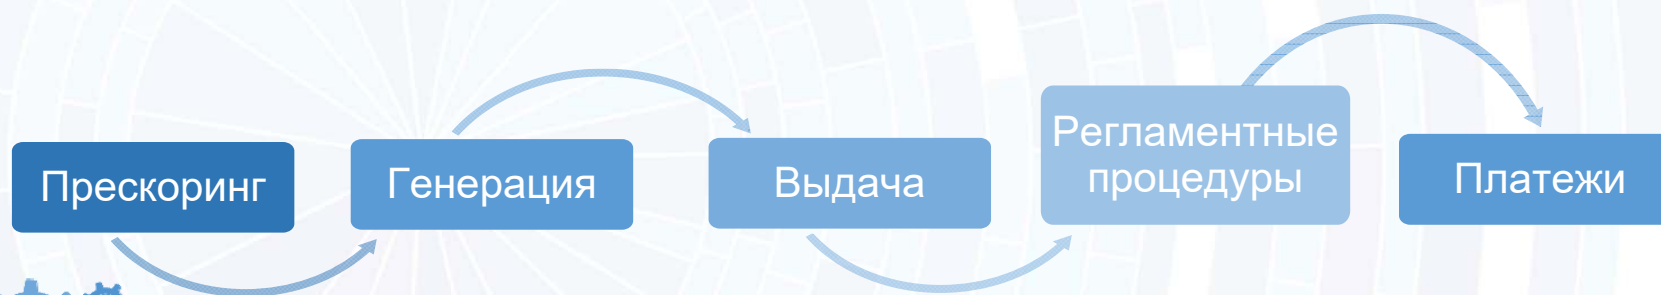 Прескоринг
Генерация
Выдача
Регламентные
процедуры
Платежи